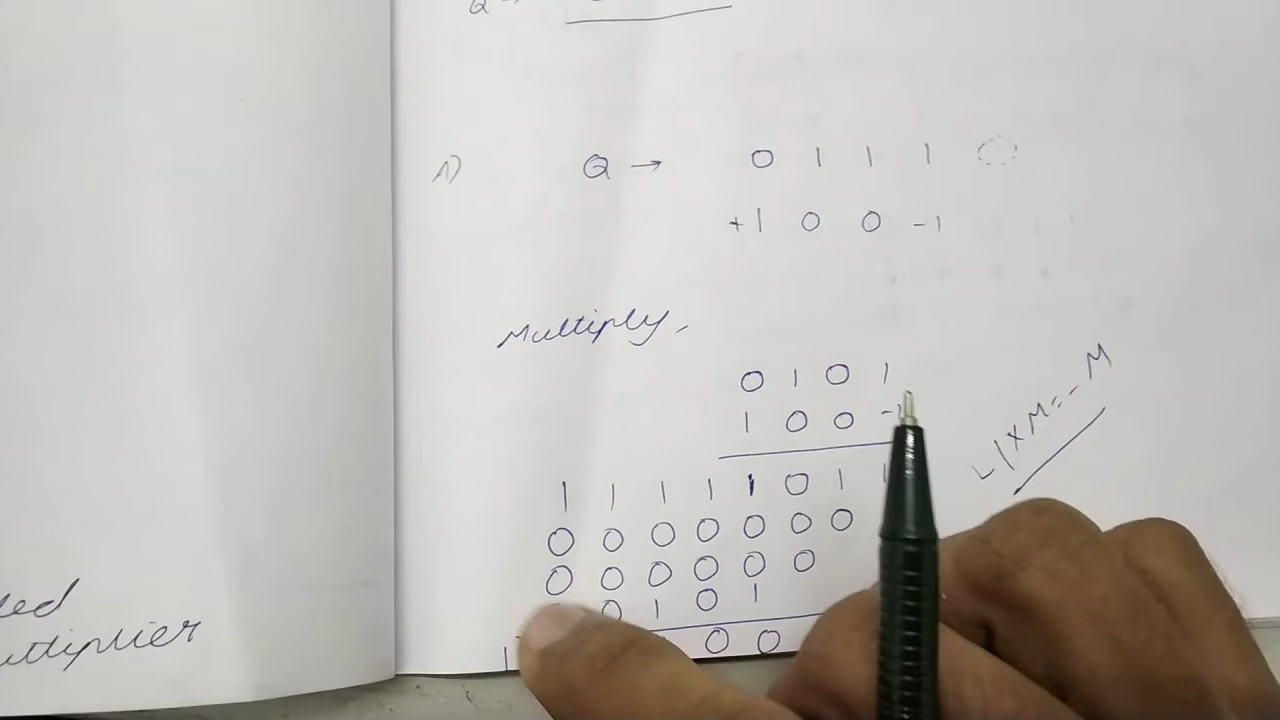 1) Q → 0 1 1 1
+1 0 0 -1
Multiply,
0 1 0 1
1 0 0 -1
-1 X M = - M
1 1 1 1 1 0 1 1
0 0 0 0 0 0 0
0 0 0 0 0 0
0 1 0 1
0 0